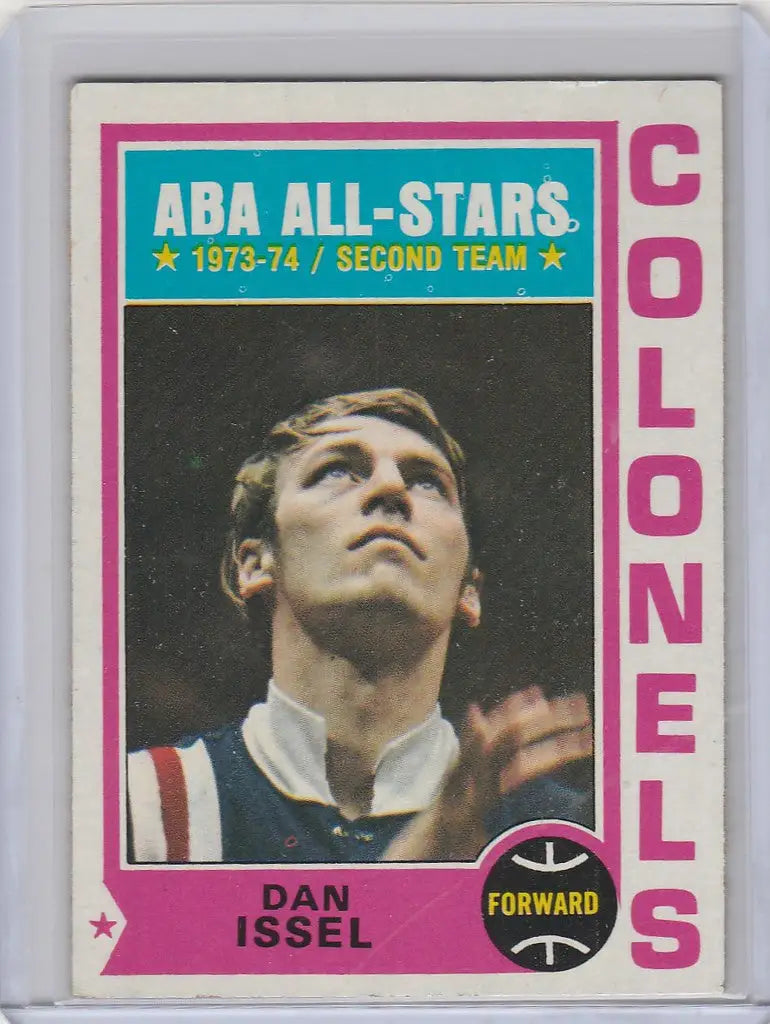 ABA ALL-STARS
★ 1973-74 / SECOND TEAM ★
COLONELS
DAN
ISSEL
FORWARD